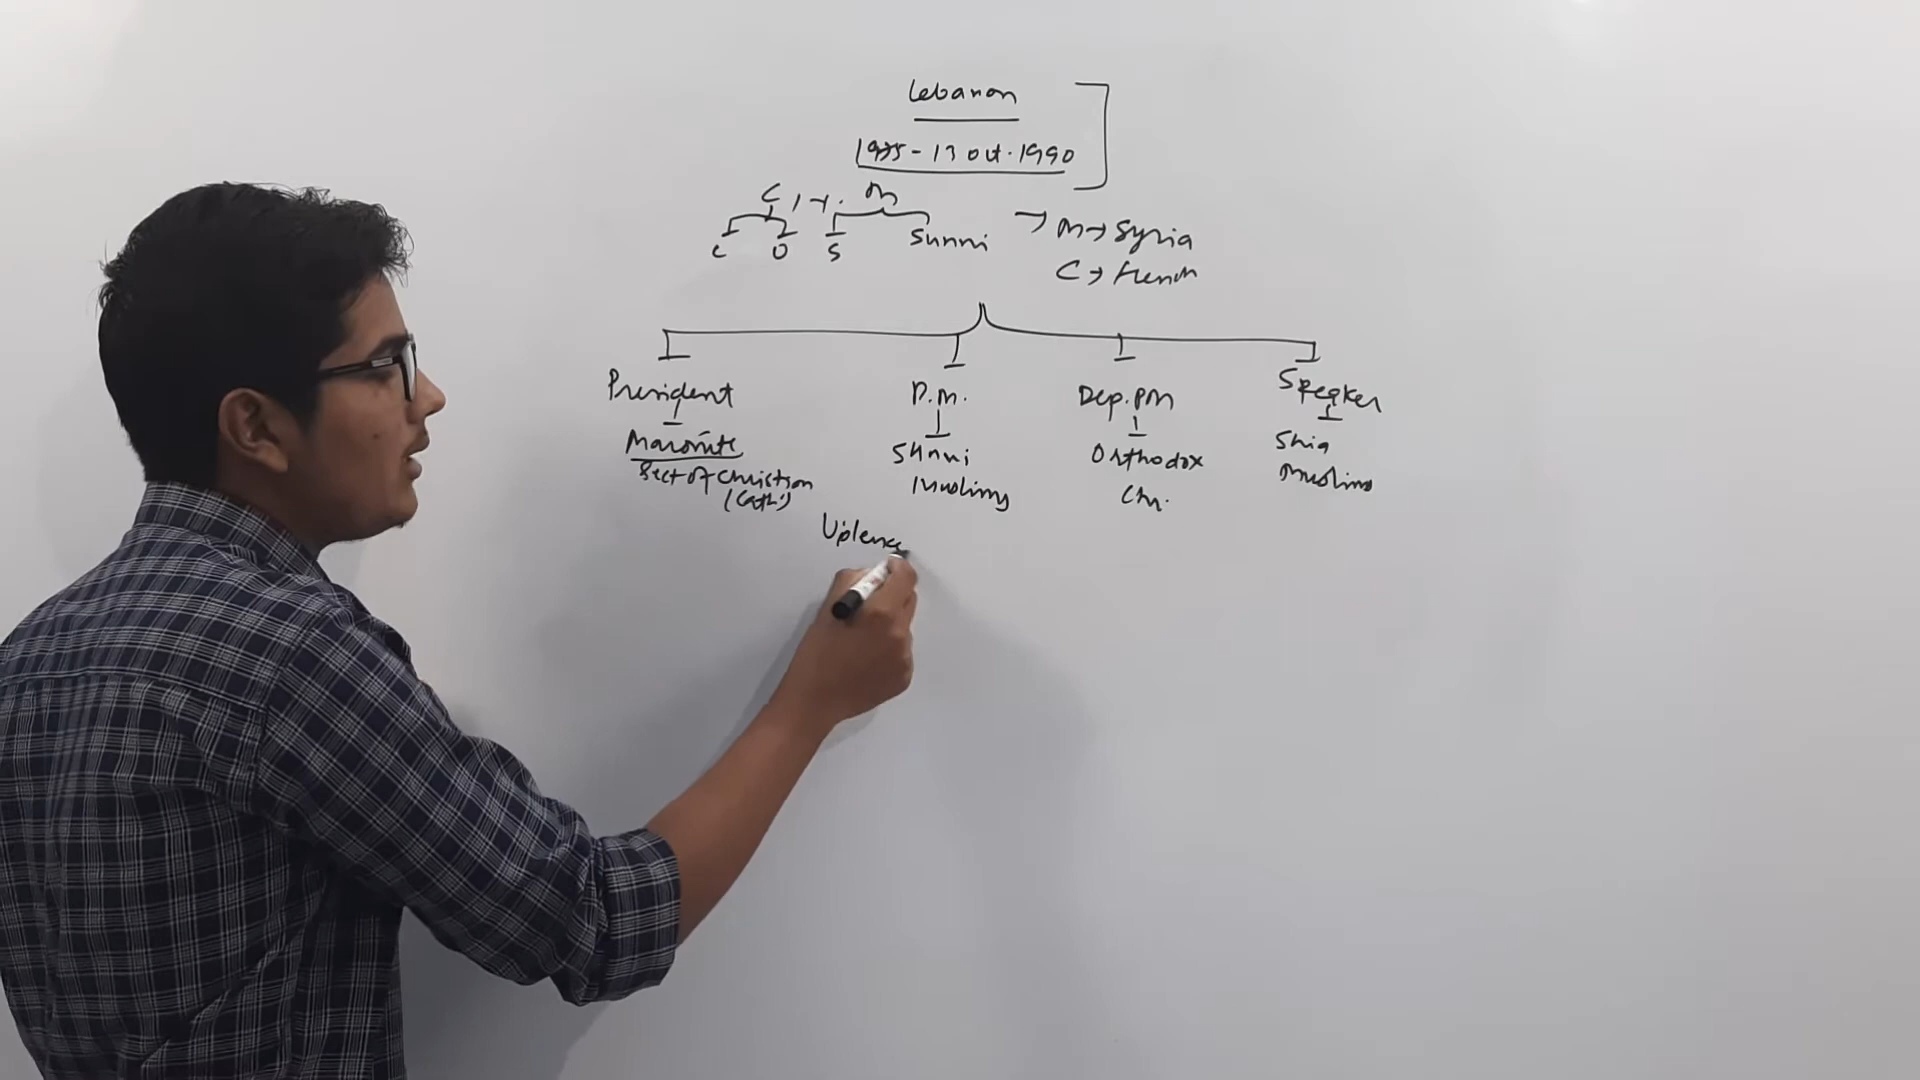 Lebanon
1975 - 13 Oct. 1990
C M
C O S Sunni
→ M → Syria
C → French
President P.M. Dep. PM Speaker
Maronite Sunni Orthodox Shia
Sect of Christian Muslims Chr. Muslims
(Cath.)
Violence